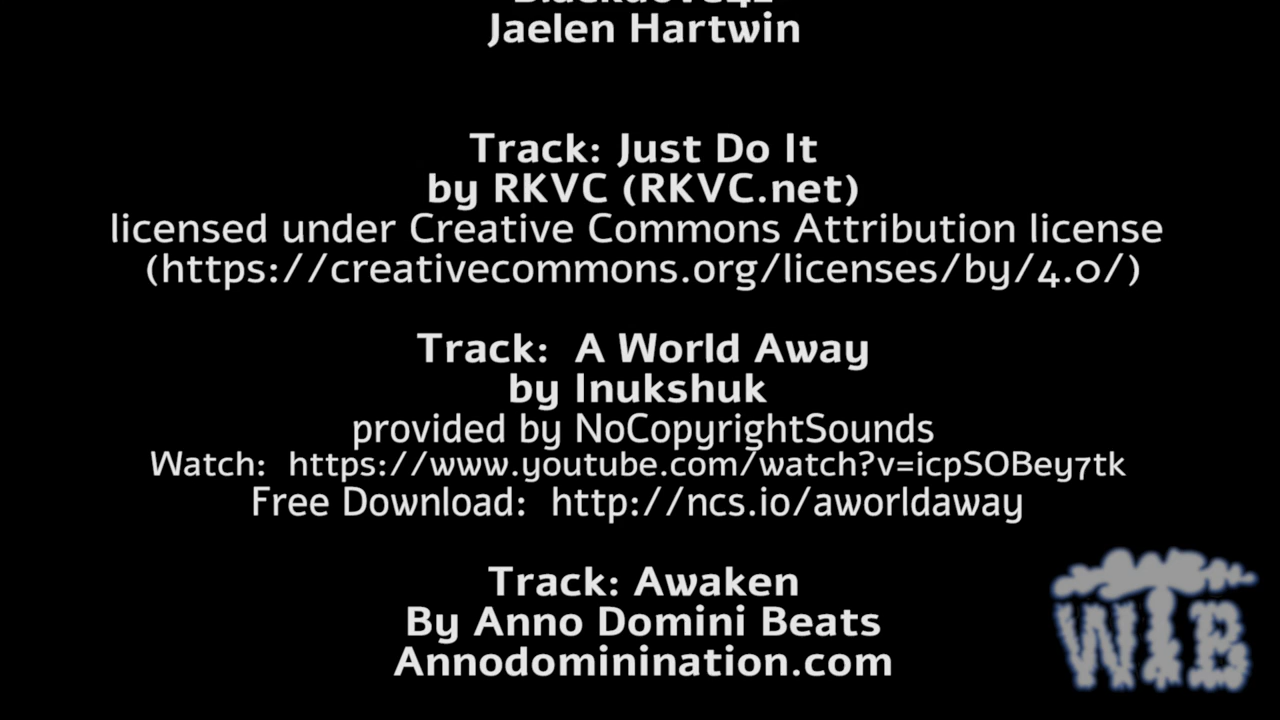 Jaelen Hartwin
Track: Just Do It
by RKVC (RKVC.net)
licensed under Creative Commons Attribution license
(https://creativecommons.org/licenses/by/4.0/)
Track:  A World Away
by Inukshuk
provided by NoCopyrightSounds
Watch:  https://www.youtube.com/watch?v=icpSOBey7tk
Free Download:  http://ncs.io/aworldaway
Track: Awaken
By Anno Domini Beats
Annodominination.com
WTB